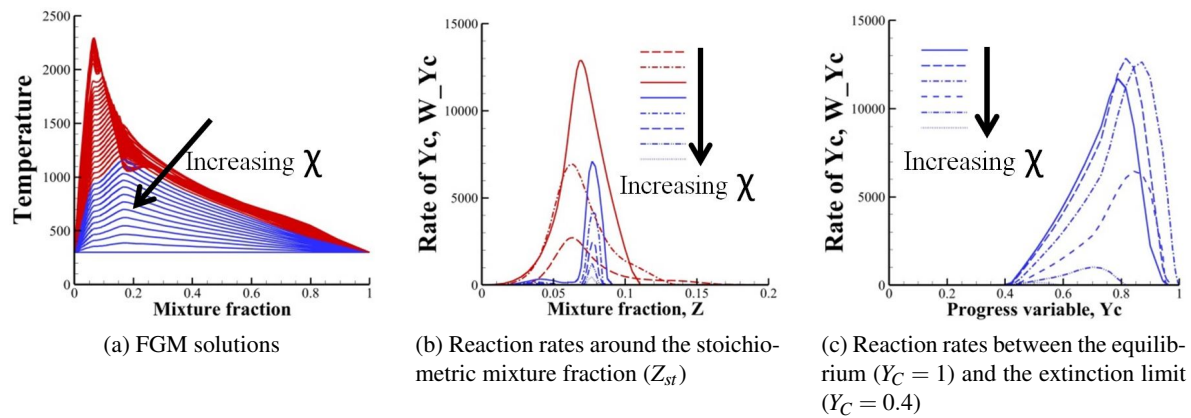 2500
2000
1500
1000
500
0
0
0.2
0.4
0.6
0.8
1
Temperature
Mixture fraction
Increasing χ
(a) FGM solutions
15000
10000
5000
0
0
0.05
0.1
0.15
0.2
Rate of Yc, W_Yc
Mixture fraction, Z
Increasing χ
(b) Reaction rates around the stoichio-
metric mixture fraction (Zst)
15000
10000
5000
0
0
0.2
0.4
0.6
0.8
1
Rate of Yc, W_Yc
Progress variable, Yc
Increasing χ
(c) Reaction rates between the equilib-
rium (YC = 1) and the extinction limit
(YC = 0.4)